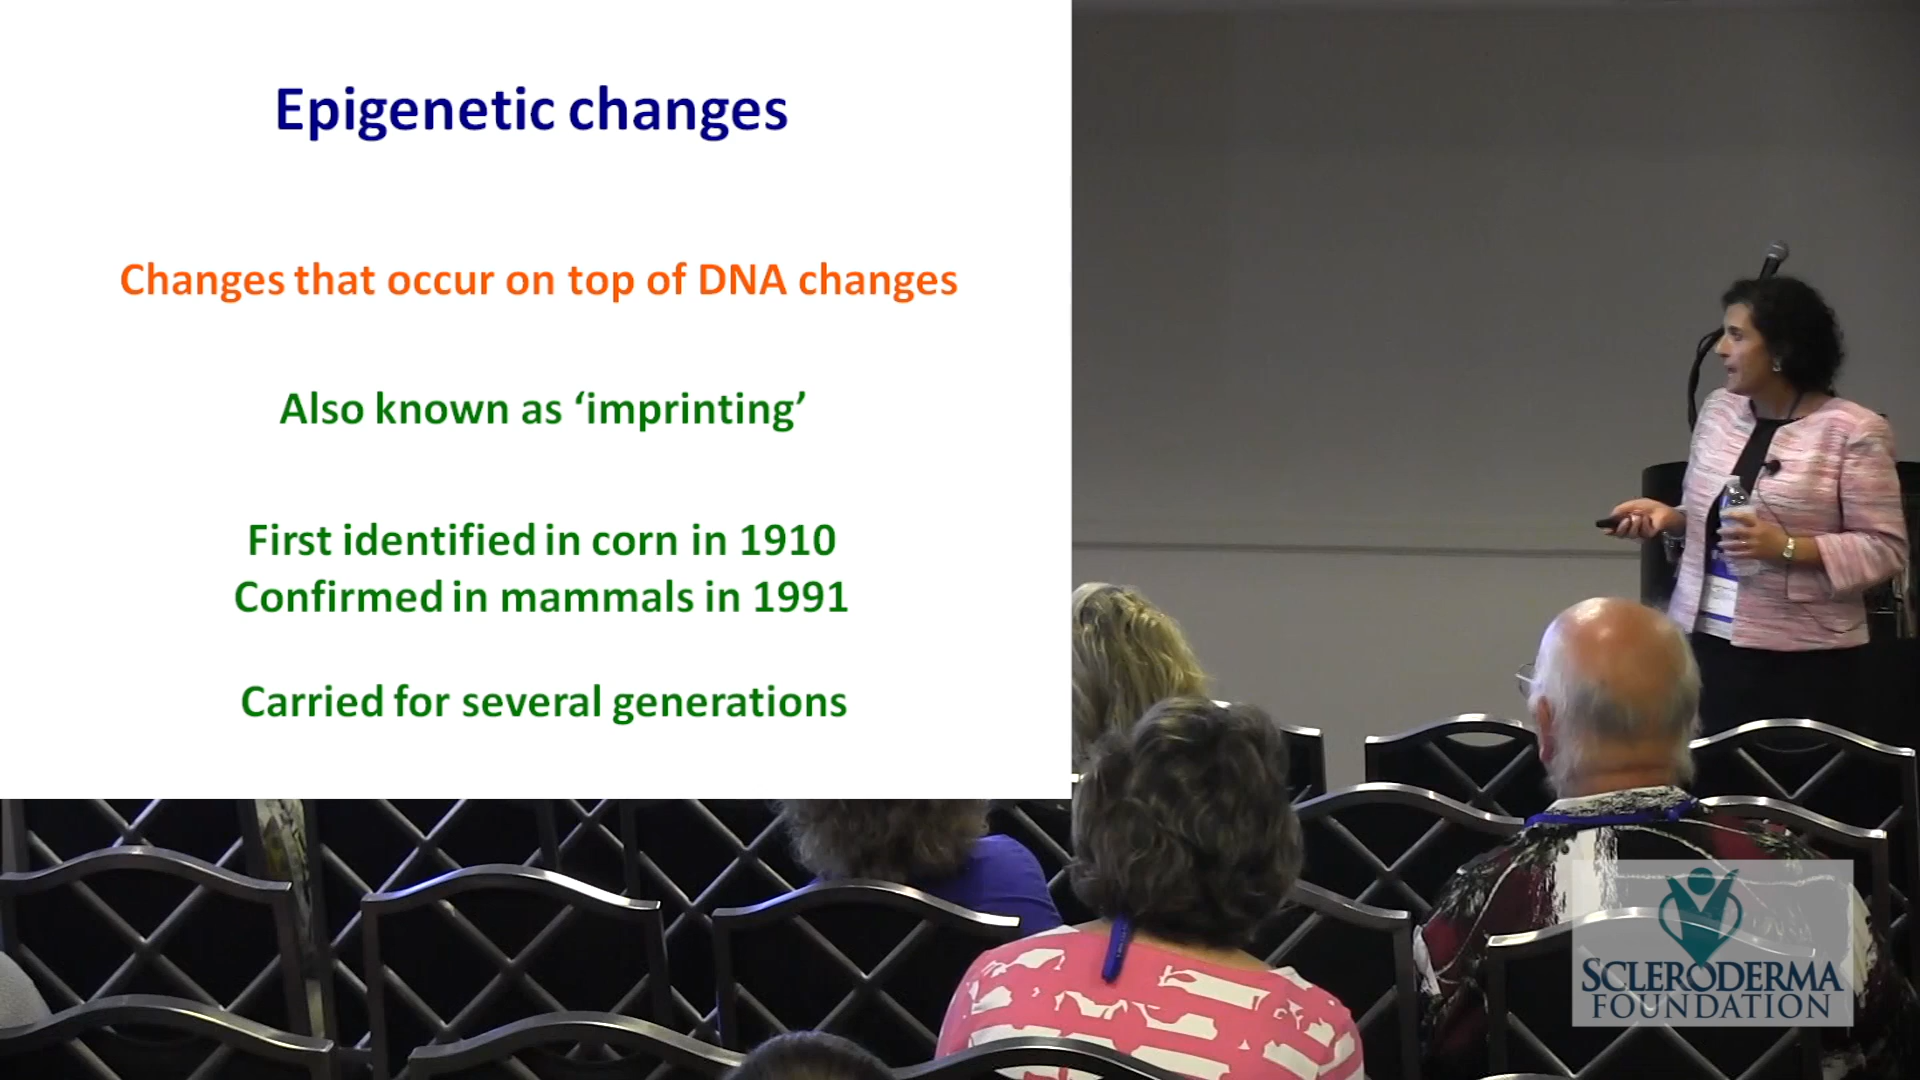 Epigenetic changes
Changes that occur on top of DNA changes
Also known as ‘imprinting’
First identified in corn in 1910
Confirmed in mammals in 1991
Carried for several generations
SCLERODERMA
FOUNDATION